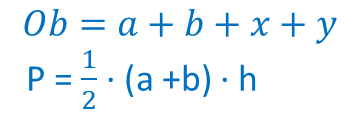 Ob = a + b + x + y
P = 1/2 · (a +b) · h